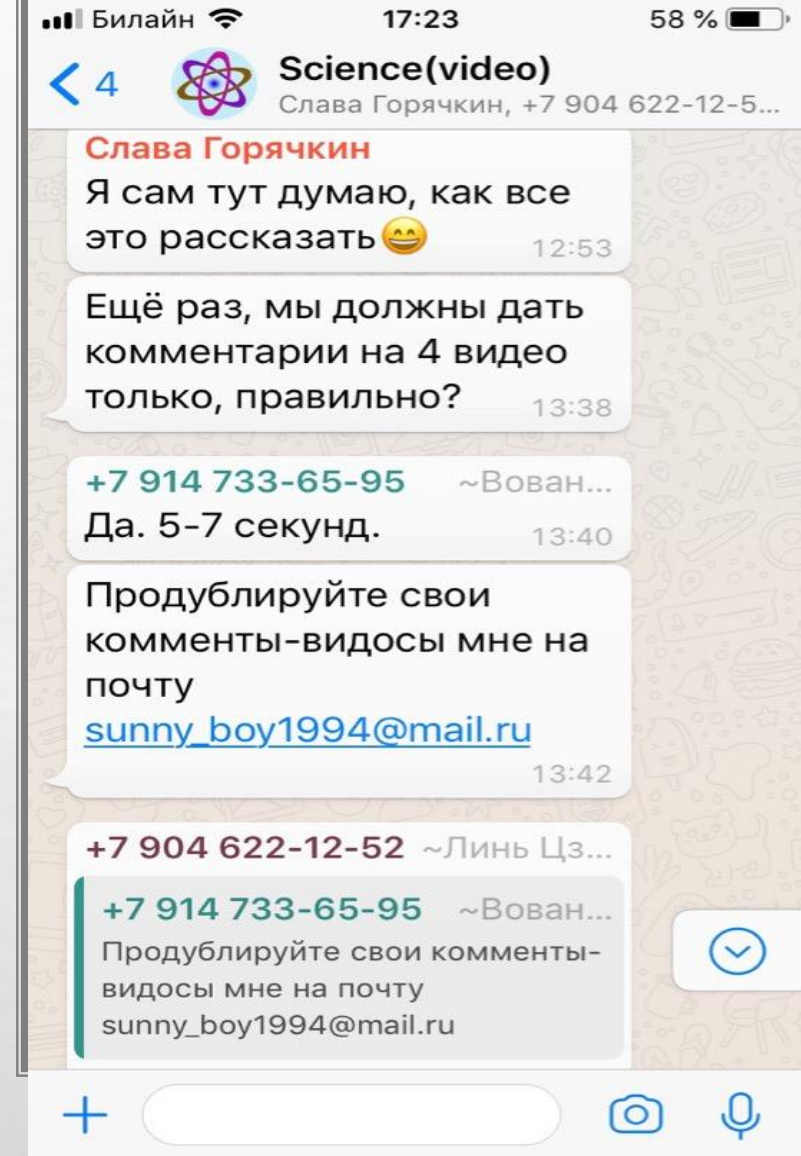 Билайн 17:23 58 %
4 Science(video)
Слава Горячкин, +7 904 622-12-5...
Слава Горячкин
Я сам тут думаю, как все
это рассказать😄 12:53
Ещё раз, мы должны дать
комментарии на 4 видео
только, правильно? 13:38
+7 914 733-65-95 ~Вован...
Да. 5-7 секунд. 13:40
Продублируйте свои
комменты-видосы мне на
почту
sunny_boy1994@mail.ru
13:42
+7 904 622-12-52 ~Линь Цз...
+7 914 733-65-95 ~Вован...
Продублируйте свои комменты-
видосы мне на почту
sunny_boy1994@mail.ru